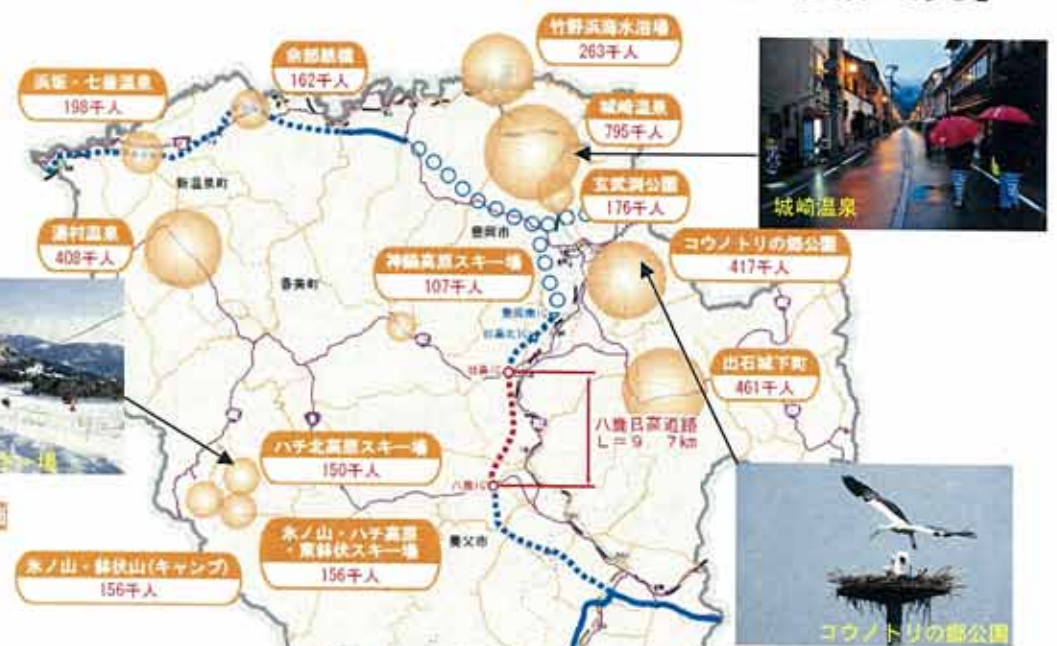 竹野浜海水浴場
263千人
余部鉄橋
162千人
浜坂・七釜温泉
198千人
城崎温泉
795千人
城崎温泉
玄武洞公園
176千人
新温泉町
豊岡市
湯村温泉
408千人
コウノトリの郷公園
417千人
神鍋高原スキー場
107千人
香美町
出石城下町
461千人
八鹿日高道路
L=9.7km
ハチ北高原スキー場
150千人
氷ノ山・ハチ高原
・東鉢伏スキー場
156千人
養父市
氷ノ山・鉢伏山(キャンプ)
156千人
コウノトリの郷公園